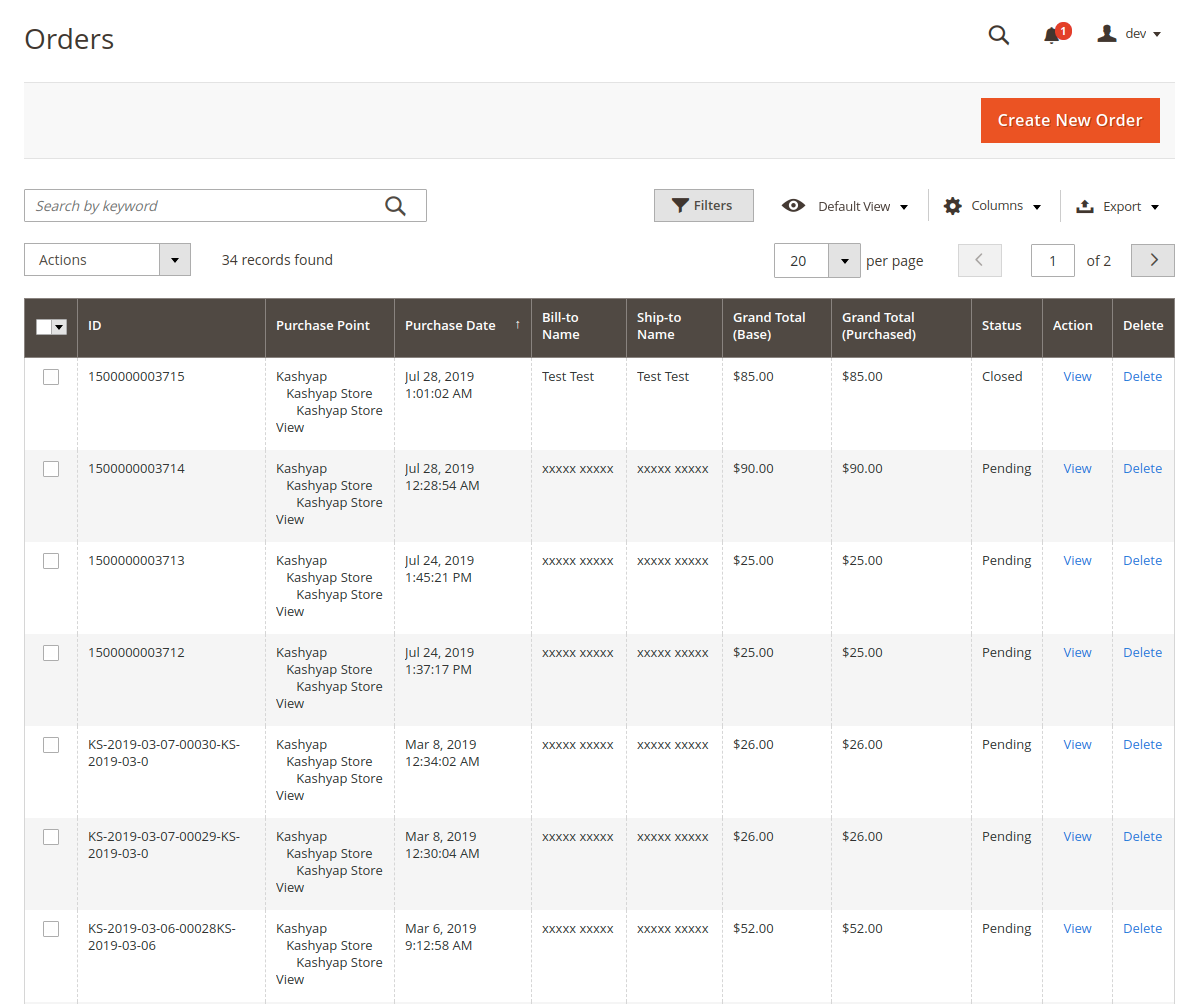 Orders
1
dev
Create New Order
Search by keyword
Filters
Default View
Columns
Export
Actions
34 records found
20
per page
1
of 2
ID
Purchase Point
Purchase Date ↑
Bill-to
Name
Ship-to
Name
Grand Total
(Base)
Grand Total
(Purchased)
Status
Action
Delete
1500000003715
Kashyap
Kashyap Store
Kashyap Store
View
Jul 28, 2019
1:01:02 AM
Test Test
Test Test
$85.00
$85.00
Closed
View
Delete
1500000003714
Kashyap
Kashyap Store
Kashyap Store
View
Jul 28, 2019
12:28:54 AM
xxxxx xxxxx
xxxxx xxxxx
$90.00
$90.00
Pending
View
Delete
1500000003713
Kashyap
Kashyap Store
Kashyap Store
View
Jul 24, 2019
1:45:21 PM
xxxxx xxxxx
xxxxx xxxxx
$25.00
$25.00
Pending
View
Delete
1500000003712
Kashyap
Kashyap Store
Kashyap Store
View
Jul 24, 2019
1:37:17 PM
xxxxx xxxxx
xxxxx xxxxx
$25.00
$25.00
Pending
View
Delete
KS-2019-03-07-00030-KS-
2019-03-0
Kashyap
Kashyap Store
Kashyap Store
View
Mar 8, 2019
12:34:02 AM
xxxxx xxxxx
xxxxx xxxxx
$26.00
$26.00
Pending
View
Delete
KS-2019-03-07-00029-KS-
2019-03-0
Kashyap
Kashyap Store
Kashyap Store
View
Mar 8, 2019
12:30:04 AM
xxxxx xxxxx
xxxxx xxxxx
$26.00
$26.00
Pending
View
Delete
KS-2019-03-06-00028KS-
2019-03-06
Kashyap
Kashyap Store
Kashyap Store
View
Mar 6, 2019
9:12:58 AM
xxxxx xxxxx
xxxxx xxxxx
$52.00
$52.00
Pending
View
Delete